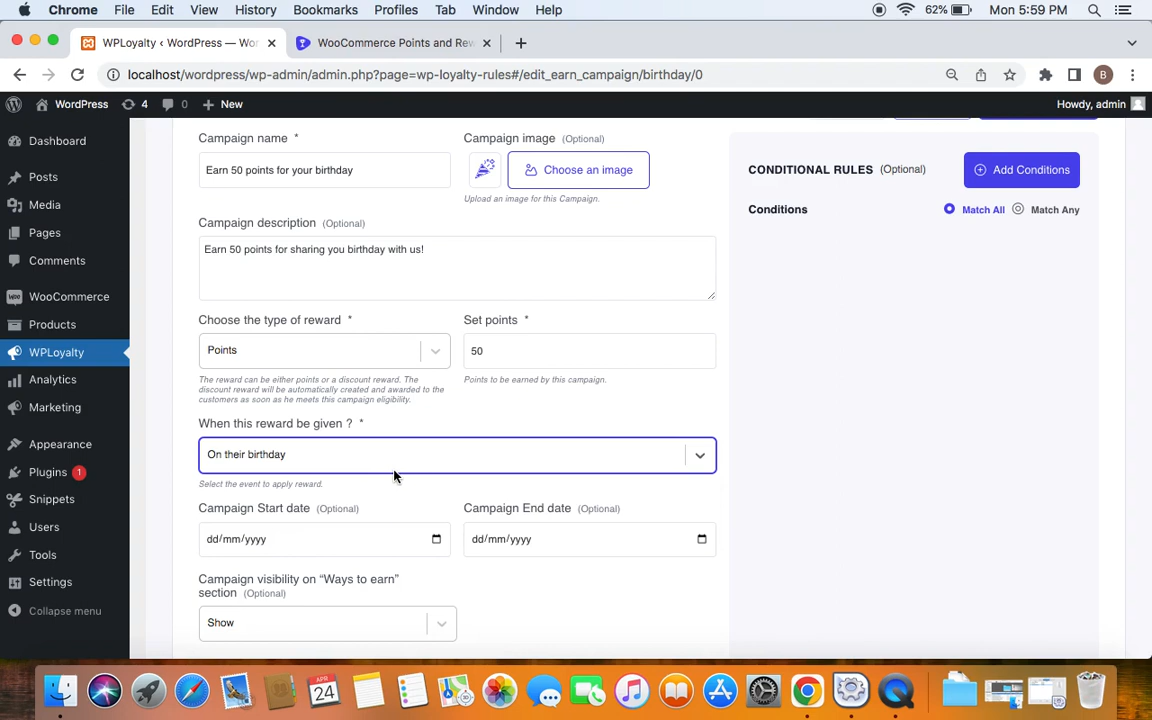 Chrome File Edit View History Bookmarks Profiles Tab Window Help 62% Mon 5:59 PM
WPLoyalty ‹ WordPress — Wor WooCommerce Points and Rew
localhost/wordpress/wp-admin/admin.php?page=wp-loyalty-rules#/edit_earn_campaign/birthday/0 B
WordPress 4 0 New Howdy, admin
Dashboard
Posts
Media
Pages
Comments
WooCommerce
Products
WPLoyalty
Analytics
Marketing
Appearance
Plugins 1
Snippets
Users
Tools
Settings
Collapse menu
Campaign name * Campaign image (Optional)
Earn 50 points for your birthday Choose an image
Upload an image for this Campaign.
Campaign description (Optional)
Earn 50 points for sharing you birthday with us!
Choose the type of reward * Set points *
Points 50
The reward can be either points or a discount reward. The Points to be earned by this campaign.
discount reward will be automatically created and awarded to the
customers as soon as he meets this campaign eligibility.
When this reward be given ? *
On their birthday
Select the event to apply reward.
Campaign Start date (Optional) Campaign End date (Optional)
dd/mm/yyyy dd/mm/yyyy
Campaign visibility on “Ways to earn”
section (Optional)
Show
CONDITIONAL RULES (Optional) Add Conditions
Conditions Match All Match Any
APR
24